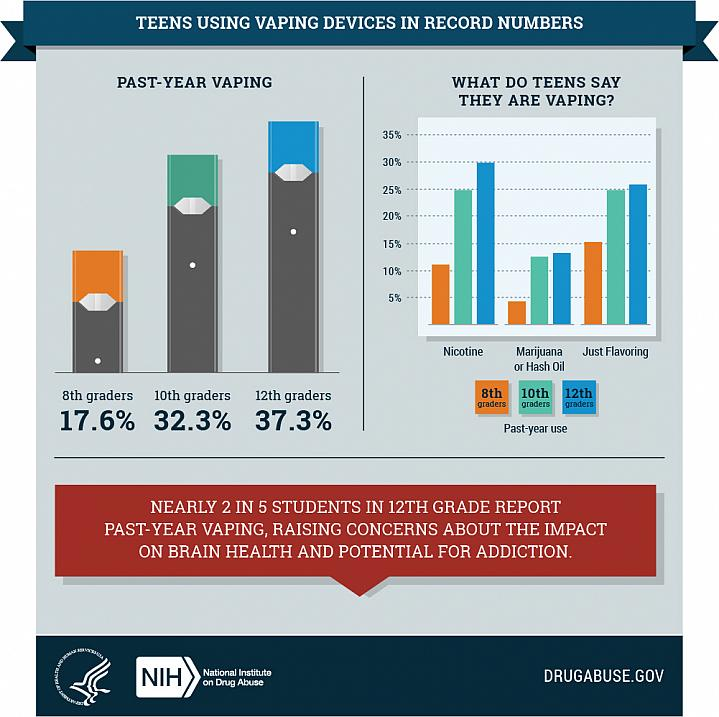 TEENS USING VAPING DEVICES IN RECORD NUMBERS
PAST-YEAR VAPING
8th graders
17.6%
10th graders
32.3%
12th graders
37.3%
WHAT DO TEENS SAY
THEY ARE VAPING?
35%
30%
25%
20%
15%
10%
5%
Nicotine
Marijuana
or Hash Oil
Just Flavoring
8th
graders
10th
graders
12th
graders
Past-year use
NEARLY 2 IN 5 STUDENTS IN 12TH GRADE REPORT
PAST-YEAR VAPING, RAISING CONCERNS ABOUT THE IMPACT
ON BRAIN HEALTH AND POTENTIAL FOR ADDICTION.
NIH
National Institute
on Drug Abuse
DRUGABUSE.GOV